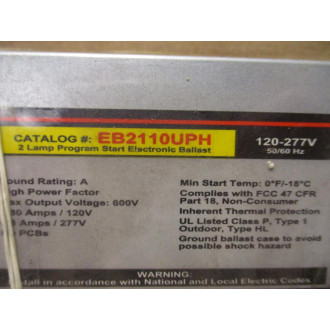 CATALOG #: EB2110UPH
2 Lamp Program Start Electronic Ballast
120-277V
50/60 Hz
ound Rating: A
gh Power Factor
ax Output Voltage: 600V
Amps / 120V
Amps / 277V
PCBs
Min Start Temp: 0°F/-18°C
Complies with FCC 47 CFR
Part 18, Non-Consumer
Inherent Thermal Protection
UL Listed Class P, Type 1
Outdoor, Type HL
Ground ballast case to avoid
possible shock hazard
WARNING:
tall in accordance with National and Local Electric Codes